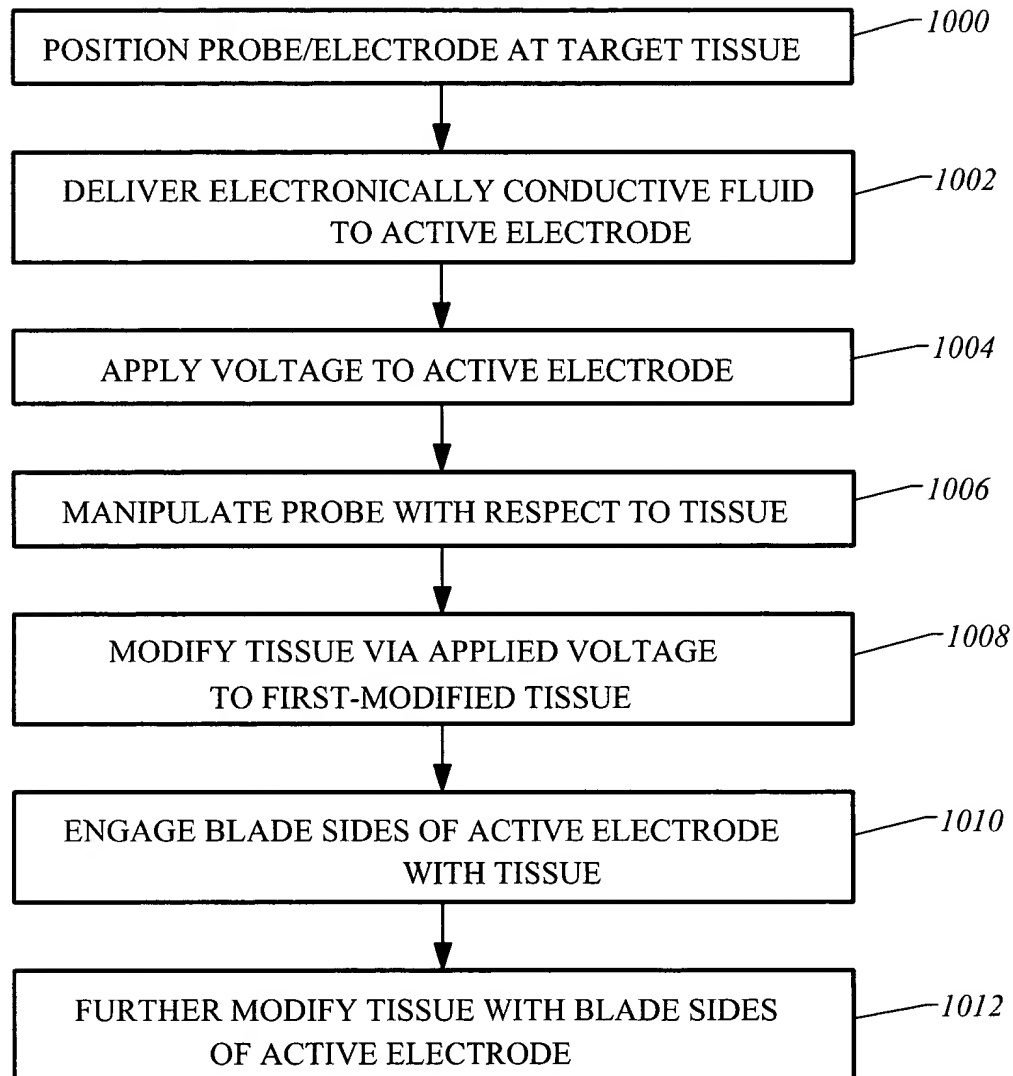 POSITION PROBE/ELECTRODE AT TARGET TISSUE
1000
DELIVER ELECTRONICALLY CONDUCTIVE FLUID
TO ACTIVE ELECTRODE
1002
APPLY VOLTAGE TO ACTIVE ELECTRODE
1004
MANIPULATE PROBE WITH RESPECT TO TISSUE
1006
MODIFY TISSUE VIA APPLIED VOLTAGE
TO FIRST-MODIFIED TISSUE
1008
ENGAGE BLADE SIDES OF ACTIVE ELECTRODE
WITH TISSUE
1010
FURTHER MODIFY TISSUE WITH BLADE SIDES
OF ACTIVE ELECTRODE
1012